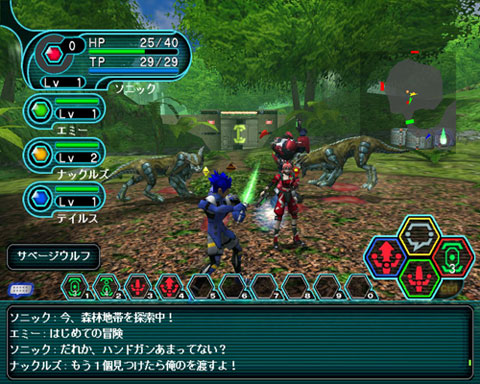 0
HP 25/40
TP 29/29
Lv 1
ソニック
Lv 1
エミー
Lv 2
ナックルズ
Lv 1
テイルス
サベージウルフ
3
1 2 3 4 5 6 7 8 9 0
ソニック：今、森林地帯を探索中！
エミー：はじめての冒険
ソニック：だれか、ハンドガンあまってない？
ナックルズ：もう１個見つけたら俺のを渡すよ！